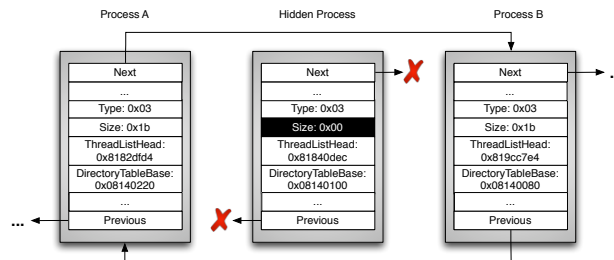 Process A
Hidden Process
Process B
Next
...
Type: 0x03
Size: 0x1b
ThreadListHead:
0x8182dfd4
DirectoryTableBase:
0x08140220
...
Previous
...
Next
...
Type: 0x03
Size: 0x00
ThreadListHead:
0x81840dec
DirectoryTableBase:
0x08140100
...
Previous
Next
...
Type: 0x03
Size: 0x1b
ThreadListHead:
0x819cc7e4
DirectoryTableBase:
0x08140080
...
Previous
.